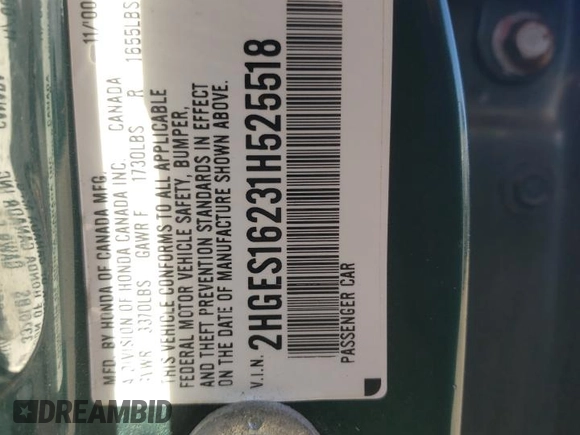 MFD. BY HONDA OF CANADA MFG. 11/00
A DIVISION OF HONDA CANADA INC. CANADA
GVWR 3370LBS GAWR F 1730LBS R 1655LBS
THIS VEHICLE CONFORMS TO ALL APPLICABLE
FEDERAL MOTOR VEHICLE SAFETY, BUMPER,
AND THEFT PREVENTION STANDARDS IN EFFECT
ON THE DATE OF MANUFACTURE SHOWN ABOVE.
V.I.N. 2HGES16231H525518
PASSENGER CAR
DREAMBID